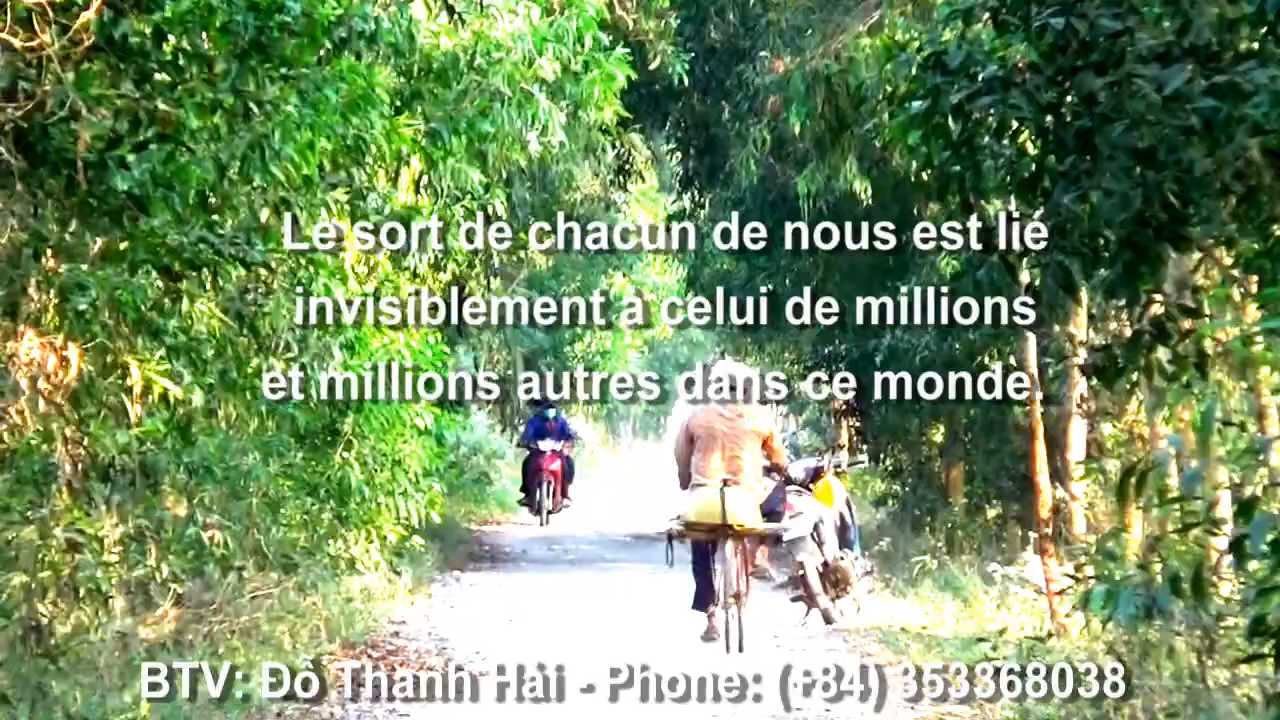 Le sort de chacun de nous est lié
invisiblement à celui de millions
et millions autres dans ce monde.
BTV: Đỗ Thanh Hải - Phone: (+84) 353368038